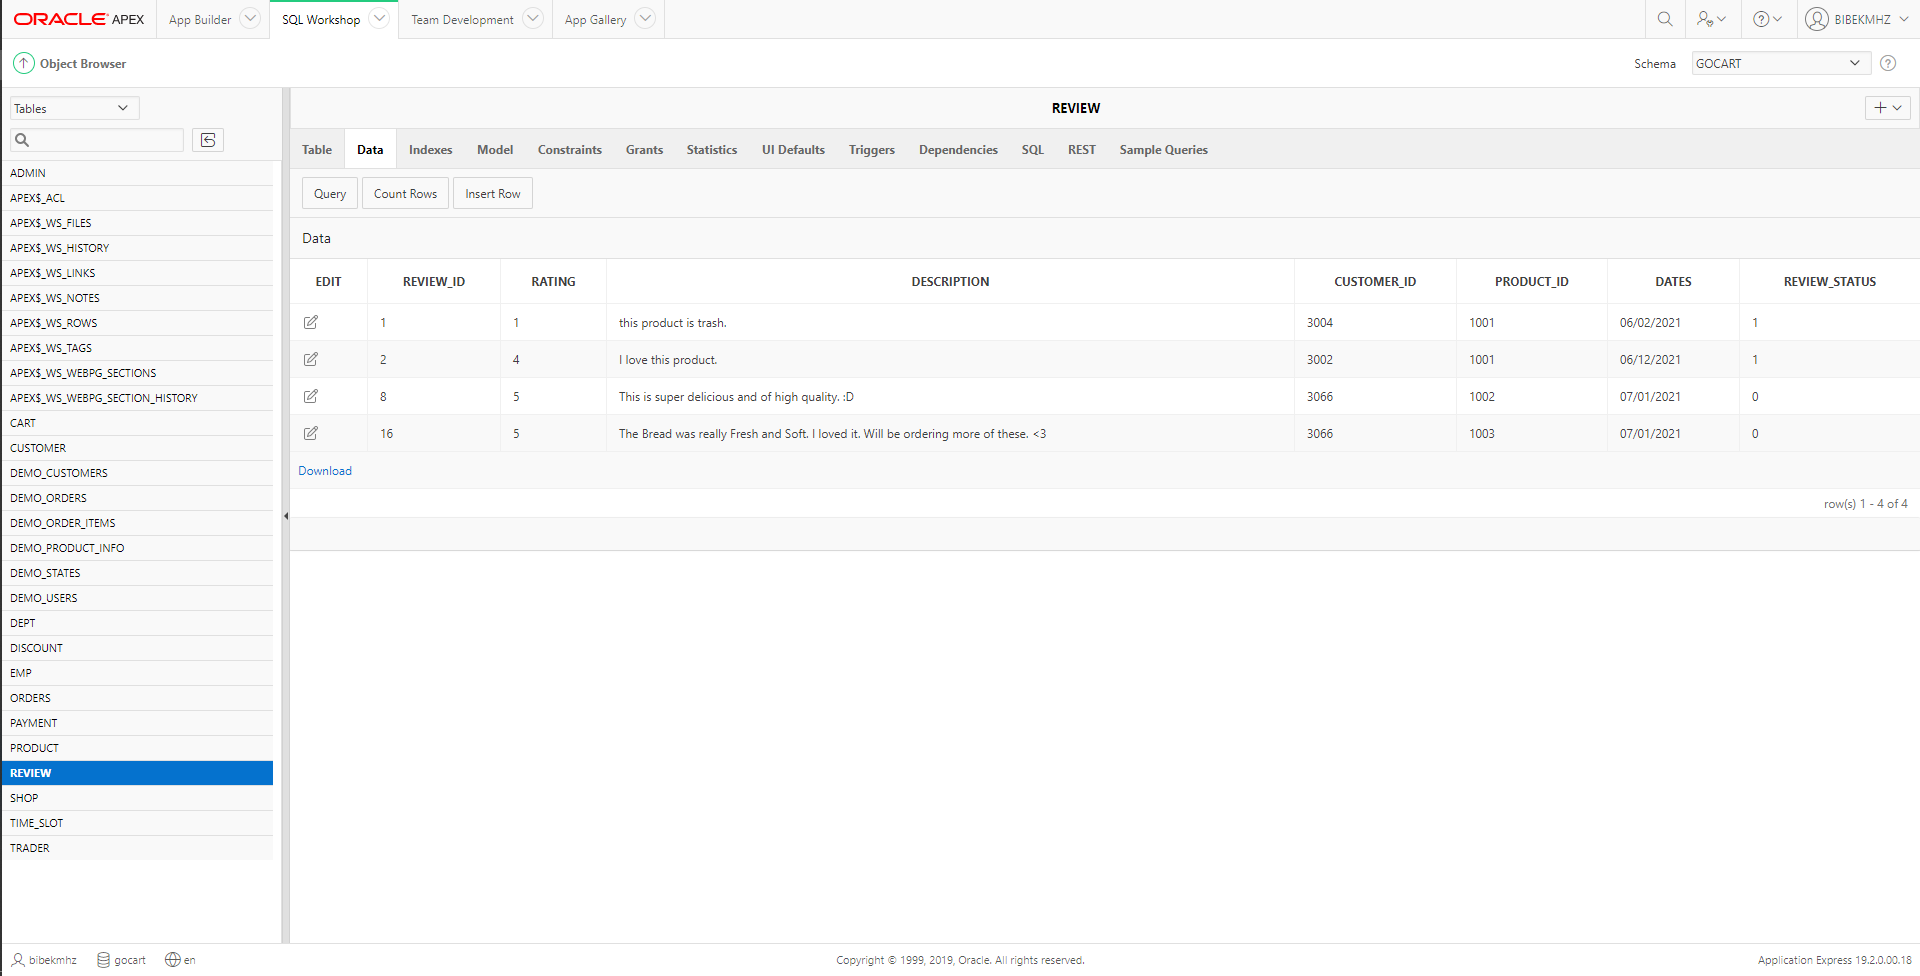 ORACLE APEX App Builder SQL Workshop Team Development App Gallery BIBEKMHZ
Object Browser Schema GOCART
Tables
REVIEW
Table Data Indexes Model Constraints Grants Statistics UI Defaults Triggers Dependencies SQL REST Sample Queries
Query Count Rows Insert Row
Data
EDIT REVIEW_ID RATING DESCRIPTION CUSTOMER_ID PRODUCT_ID DATES REVIEW_STATUS
1 1 this product is trash. 3004 1001 06/02/2021 1
2 4 I love this product. 3002 1001 06/12/2021 1
8 5 This is super delicious and of high quality. :D 3066 1002 07/01/2021 0
16 5 The Bread was really Fresh and Soft. I loved it. Will be ordering more of these. <3 3066 1003 07/01/2021 0
Download
row(s) 1 - 4 of 4
ADMIN
APEX$_ACL
APEX$_WS_FILES
APEX$_WS_HISTORY
APEX$_WS_LINKS
APEX$_WS_NOTES
APEX$_WS_ROWS
APEX$_WS_TAGS
APEX$_WS_WEBPG_SECTIONS
APEX$_WS_WEBPG_SECTION_HISTORY
CART
CUSTOMER
DEMO_CUSTOMERS
DEMO_ORDERS
DEMO_ORDER_ITEMS
DEMO_PRODUCT_INFO
DEMO_STATES
DEMO_USERS
DEPT
DISCOUNT
EMP
ORDERS
PAYMENT
PRODUCT
REVIEW
SHOP
TIME_SLOT
TRADER
bibekmhz gocart en Copyright © 1999, 2019, Oracle. All rights reserved. Application Express 19.2.0.00.18